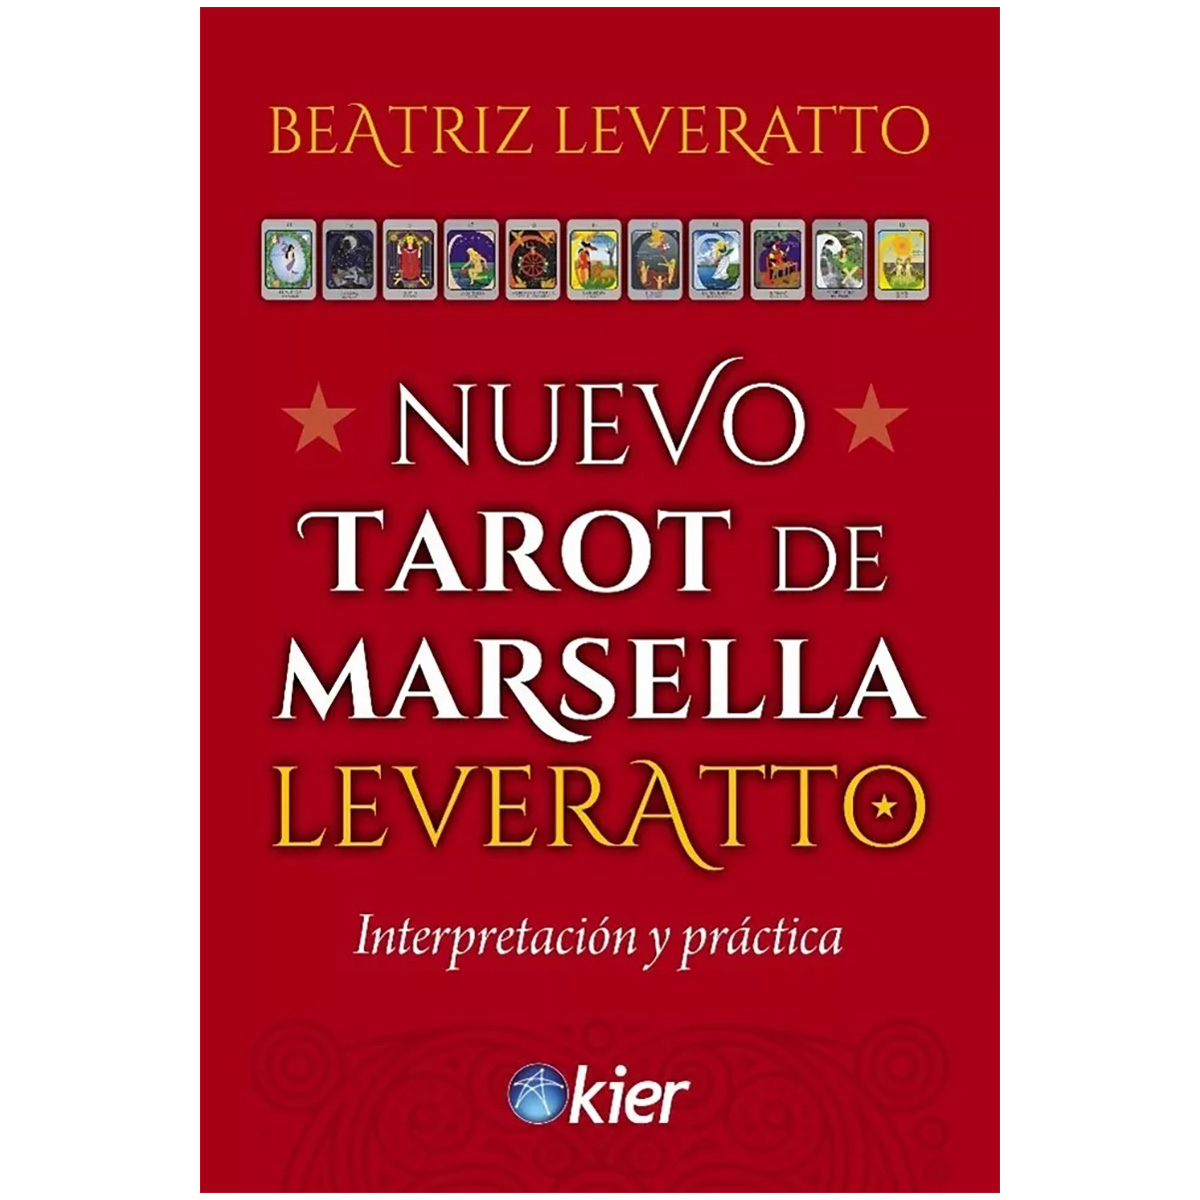 BEATRIZ LEVERATTO
NUEVO
TAROT DE
MARSELLA
LEVERATTO
Interpretación y práctica
kier